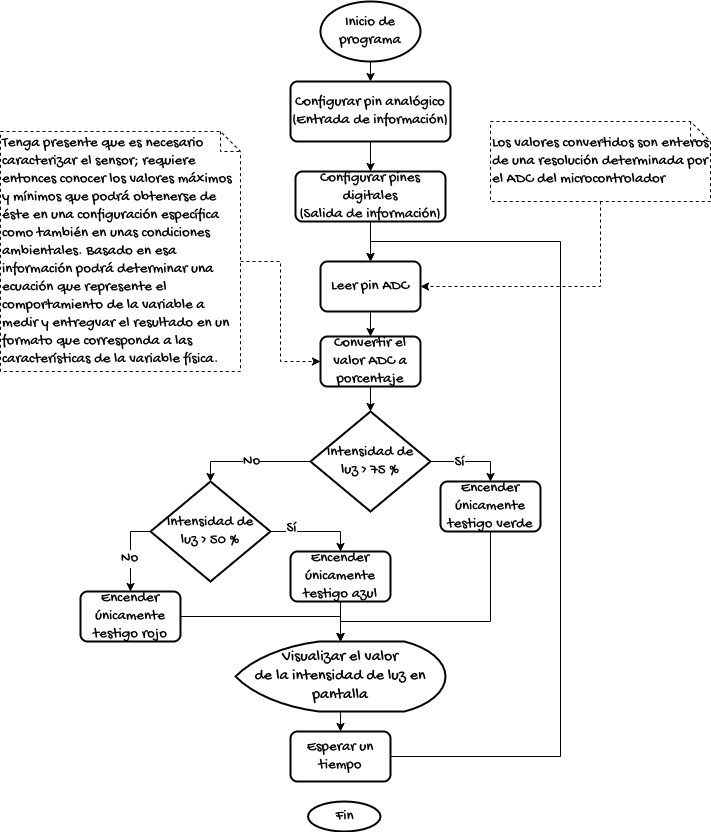 Inicio de
programa
Configurar pin analógico
(Entrada de información)
Tenga presente que es necesario
caracterizar el sensor; requiere
entonces conocer los valores máximos
y mínimos que podrá obtenerse de
éste en una configuración específica
como también en unas condiciones
ambientales. Basado en esa
información podrá determinar una
ecuación que represente el
comportamiento de la variable a
medir y entregvar el resultado en un
formato que corresponda a las
características de la variable física.
Los valores convertidos son enteros
de una resolución determinada por
el ADC del microcontrolador
Configurar pines
digitales
(Salida de información)
Leer pin ADC
Convertir el
valor ADC a
porcentaje
Intensidad de
luz > 75 %
No
Sí
Encender
únicamente
testigo verde
Intensidad de
luz > 50 %
Sí
No
Encender
únicamente
testigo azul
Encender
únicamente
testigo rojo
Visualizar el valor
de la intensidad de luz en
pantalla
Esperar un
tiempo
Fin